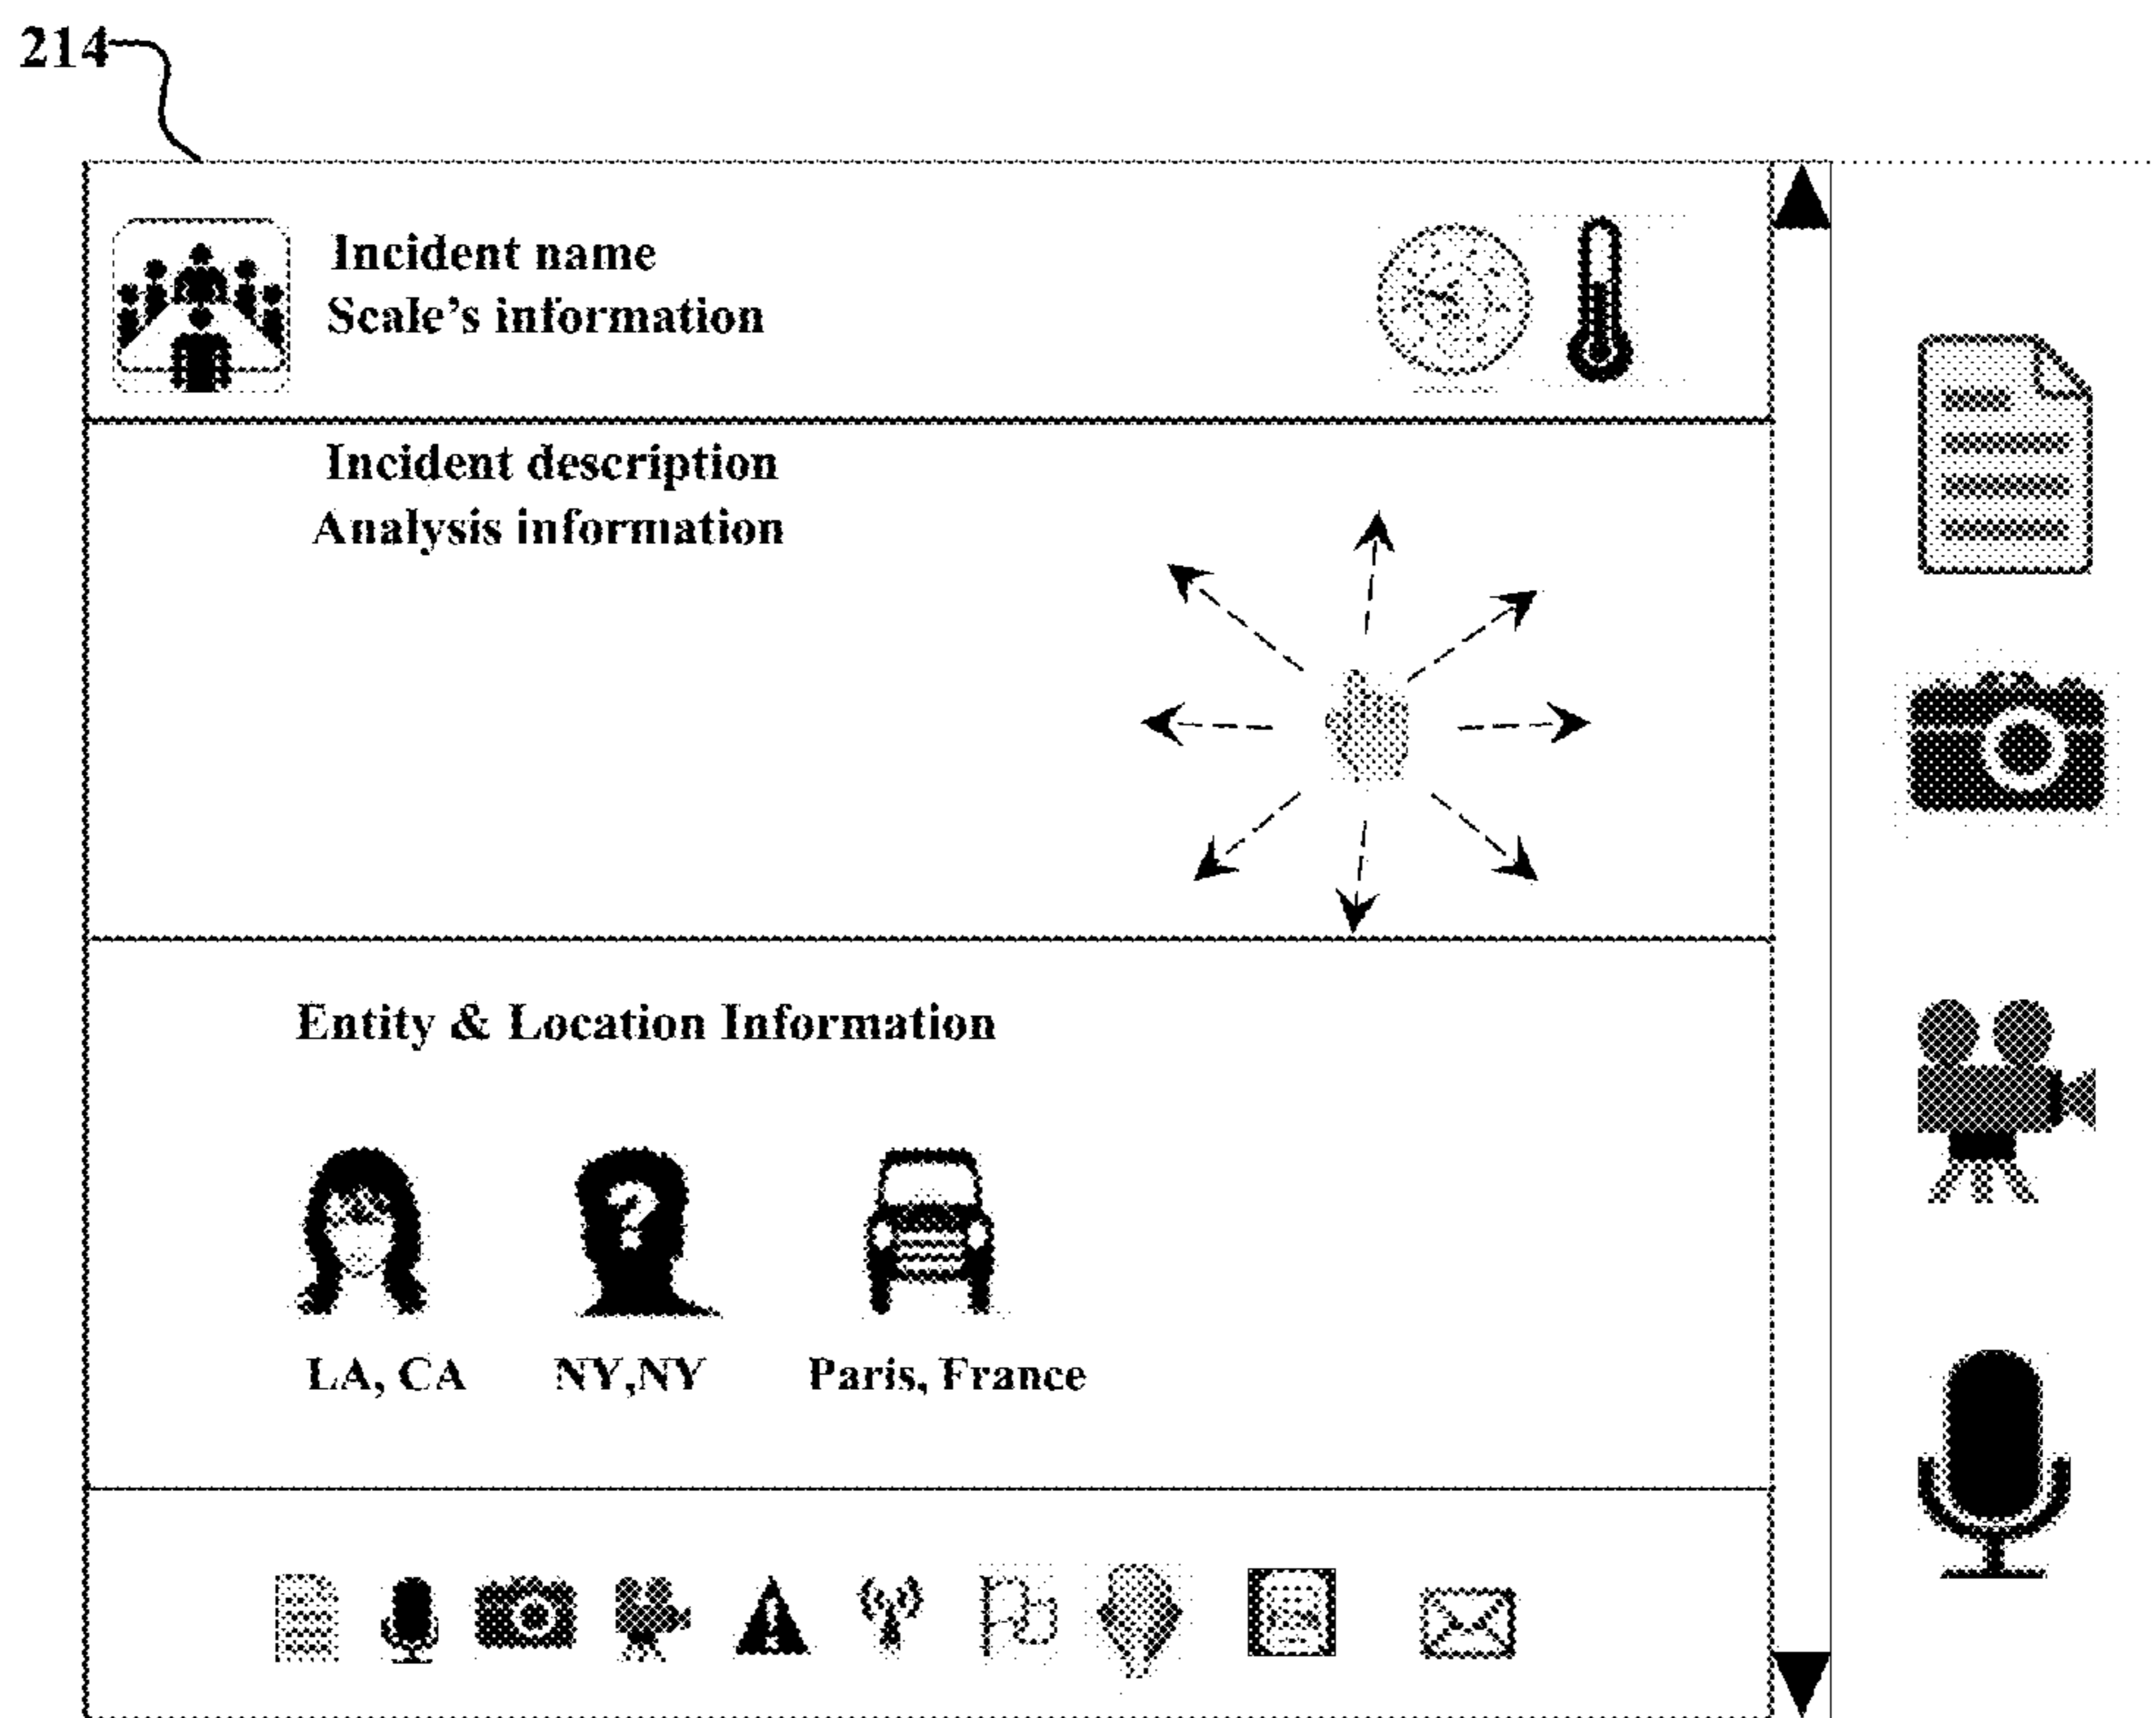 214
Incident name
Scale's information
Incident description
Analysis information
Entity & Location Information
?
LA, CA NY,NY Paris, France